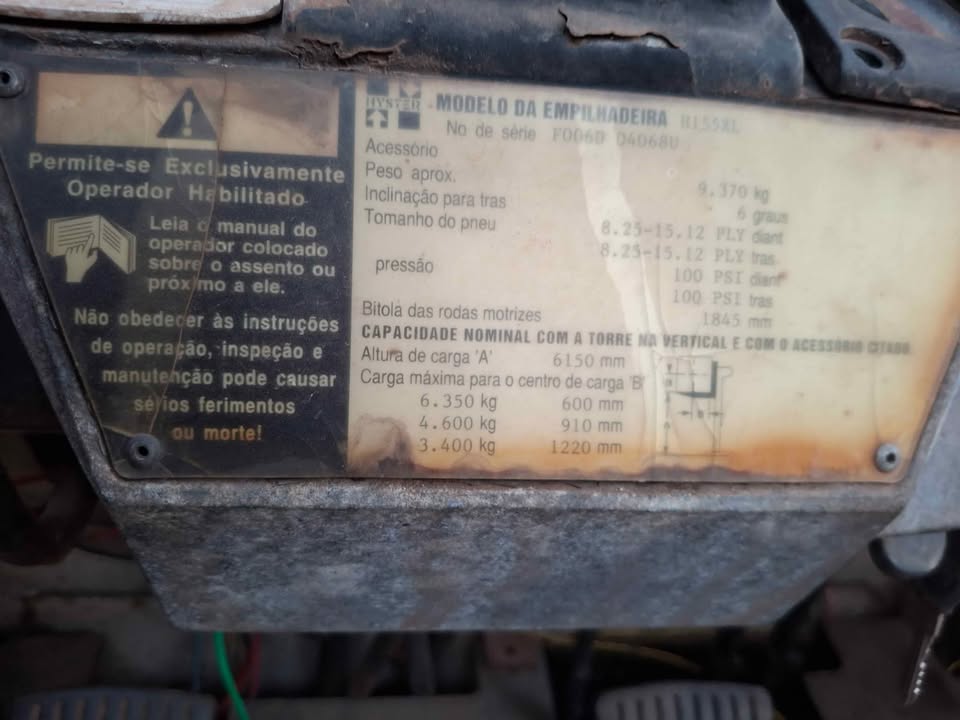 Permite-se Exclusivamente
Operador Habilitado
Leia o manual do
operador colocado
sobre o assento ou
próximo a ele.
Não obedecer às instruções
de operação, inspeção e
manutenção pode causar
sérios ferimentos
ou morte!
HYSTER
MODELO DA EMPILHADEIRA H155XL
No de série F006D
Acessório
Peso aprox. 9.370 kg
Inclinação para tras 6 graus
Tomanho do pneu 8.25-15.12 PLY diant
8.25-15.12 PLY tras
pressão 100 PSI diant
100 PSI tras
Bitola das rodas motrizes 1845 mm
CAPACIDADE NOMINAL COM A TORRE NA VERTICAL E COM O ACESSÓRIO CITADO
Altura de carga 'A' 6150 mm
Carga máxima para o centro de carga 'B'
6.350 kg 600 mm
4.600 kg 910 mm
3.400 kg 1220 mm